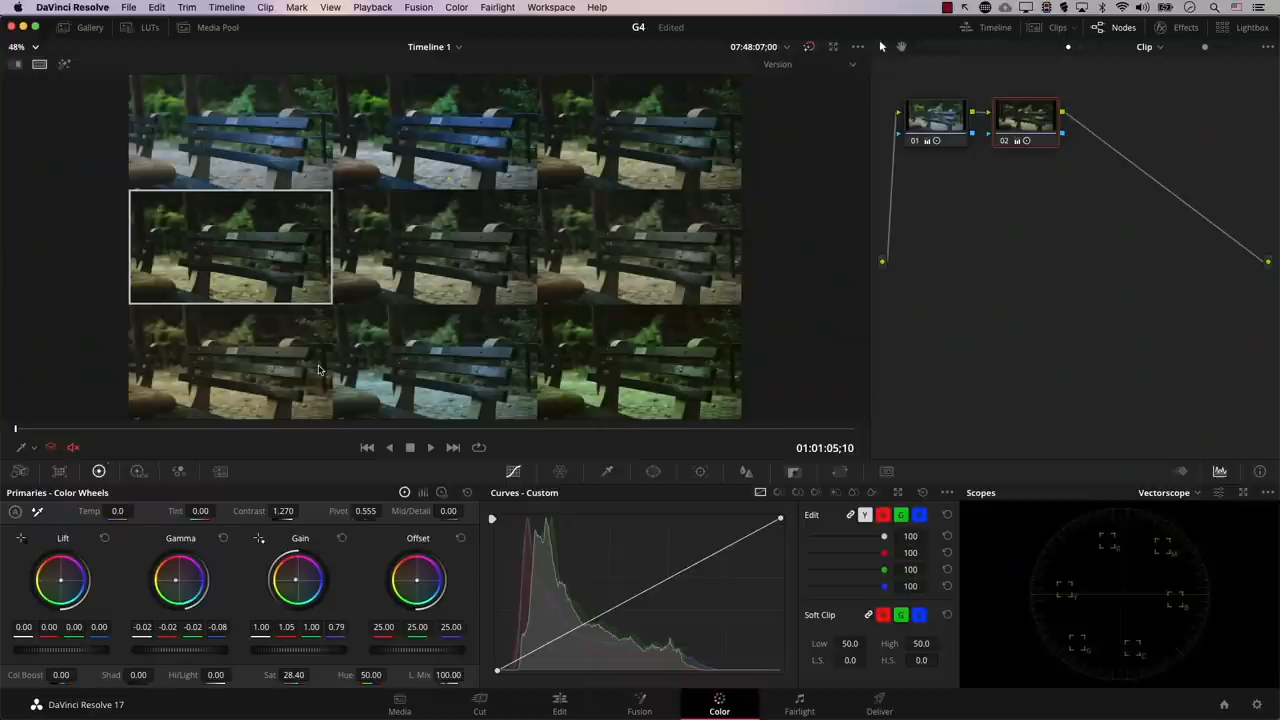 DaVinci Resolve File Edit Trim Timeline Clip Mark View Playback Fusion Color Fairlight Workspace Help
Gallery LUTs Media Pool G4 Edited Timeline Clips Nodes Effects Lightbox
48% Timeline 1 07:48:07;00 Clip
Version
01 02
01:01:05;10
Primaries - Color Wheels Curves - Custom Scopes Vectorscope
Temp 0.0 Tint 0.00 Contrast 1.270 Pivot 0.555 Mid/Detail 0.00
Edit Y G
Lift Gamma Gain Offset
100
100
100
100
Soft Clip G
0.00 0.00 0.00 0.00 -0.02 -0.02 -0.02 -0.08 1.00 1.05 1.00 0.79 25.00 25.00 25.00
Low 50.0 High 50.0
L.S. 0.0 H.S. 0.0
Col Boost 0.00 Shad 0.00 Hi/Light 0.00 Sat 28.40 Hue 50.00 L. Mix 100.00
DaVinci Resolve 17 Media Cut Edit Fusion Color Fairlight Deliver